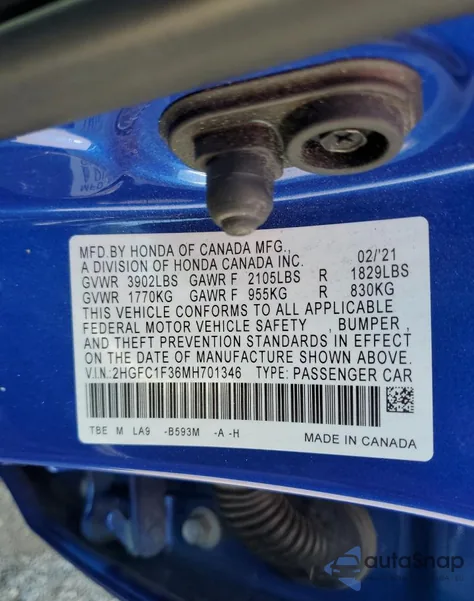 MFD.BY HONDA OF CANADA MFG., 02/'21
A DIVISION OF HONDA CANADA INC.
GVWR 3902LBS GAWR F 2105LBS R 1829LBS
GVWR 1770KG GAWR F 955KG R 830KG
THIS VEHICLE CONFORMS TO ALL APPLICABLE
FEDERAL MOTOR VEHICLE SAFETY , BUMPER ,
AND THEFT PREVENTION STANDARDS IN EFFECT
ON THE DATE OF MANUFACTURE SHOWN ABOVE.
V.I.N.:2HGFC1F36MH701346 TYPE: PASSENGER CAR
TBE M LA9 -B593M -A -H MADE IN CANADA
autoSnap